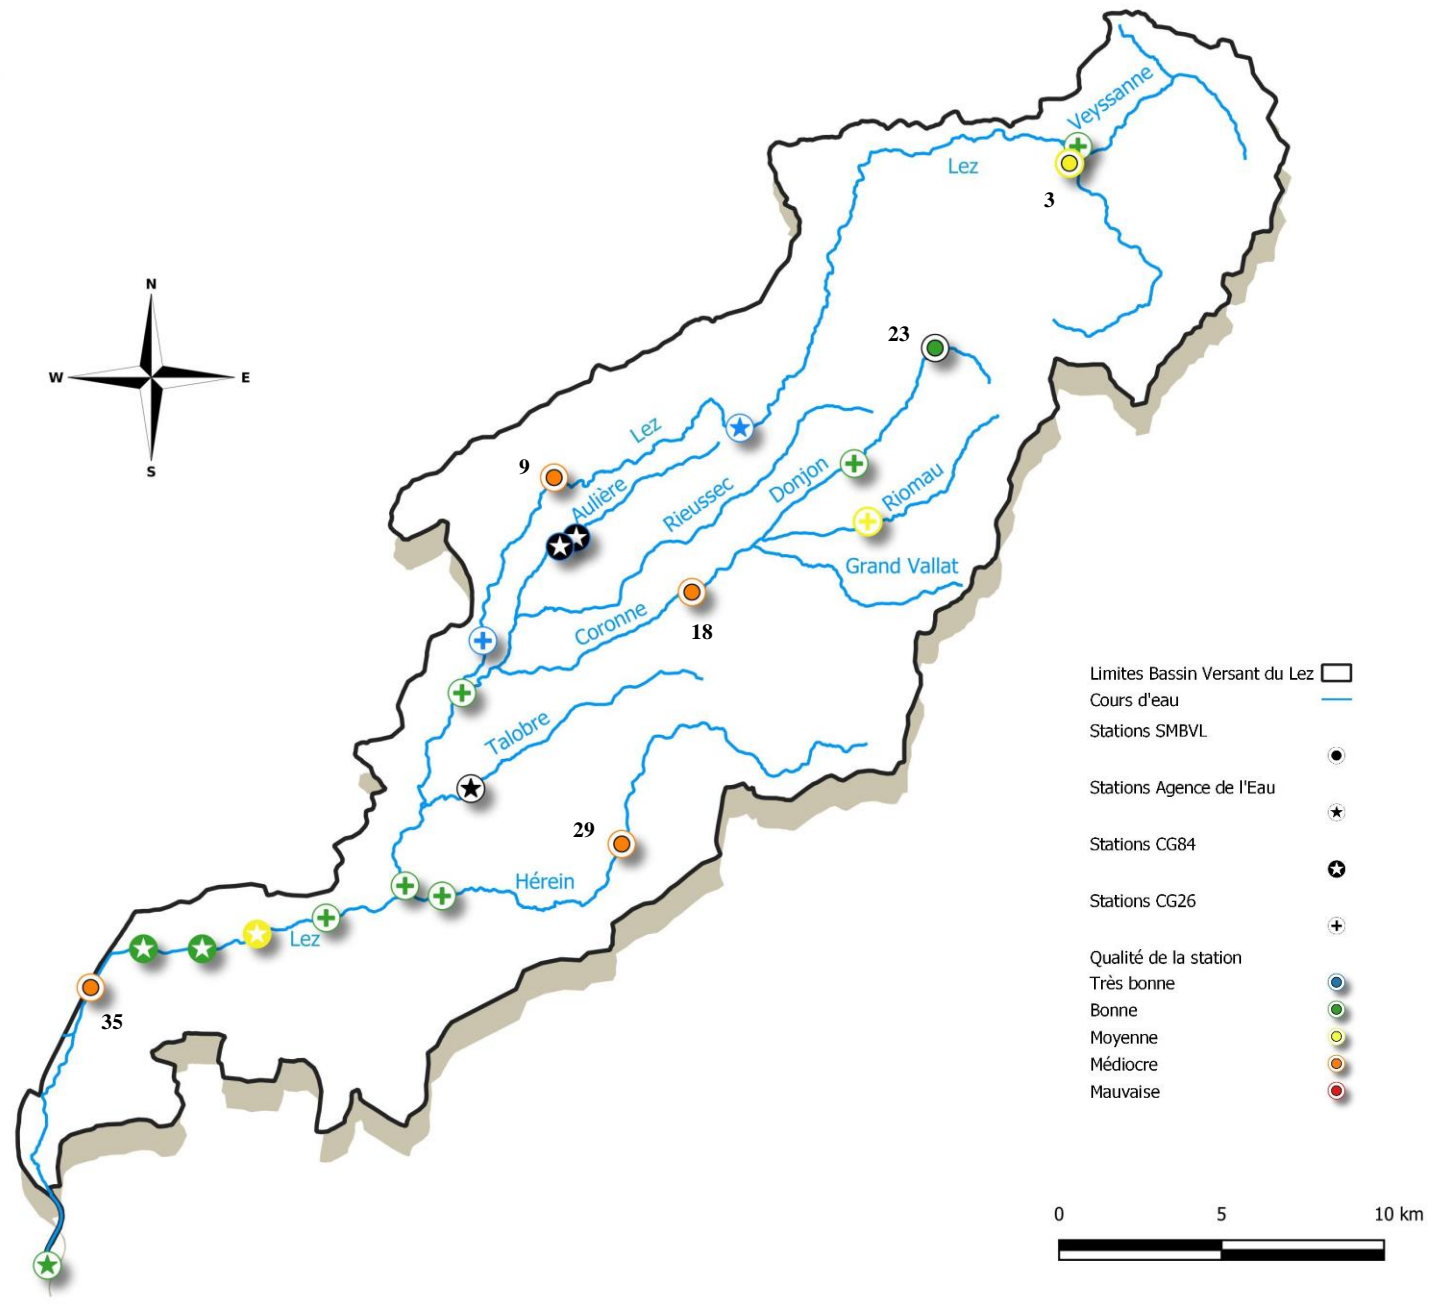 Veyssanne
Lez
3
N
W
E
S
23
Lez
9
Aulière
Rieussec
Donjon
Riomau
Grand Vallat
Coronne
18
Talobre
29
Hérein
Lez
35
Limites Bassin Versant du Lez
Cours d'eau
Stations SMBVL
Stations Agence de l'Eau
Stations CG84
Stations CG26
Qualité de la station
Très bonne
Bonne
Moyenne
Médiocre
Mauvaise
0 5 10 km